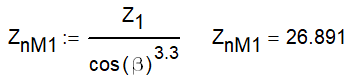 Z_nM1 := Z_1 / cos(β)^3.3    Z_nM1 = 26.891